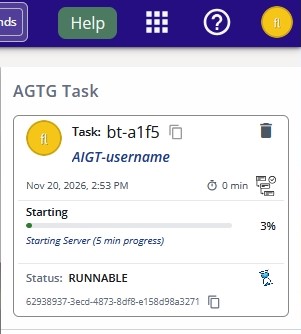 nds
Help
fl
AGTG Task
fl
Task: bt-a1f5
AIGT-username
Nov 20, 2026, 2:53 PM
0 min
Starting
3%
Starting Server (5 min progress)
Status: RUNNABLE
62938937-3ecd-4873-8df8-e158d98a3271